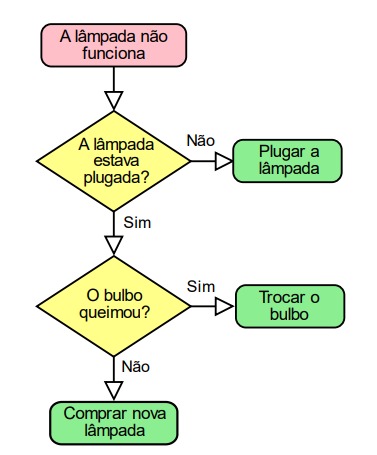 A lâmpada não
funciona
A lâmpada
estava
plugada?
Não
Plugar a
lâmpada
Sim
O bulbo
queimou?
Sim
Trocar o
bulbo
Não
Comprar nova
lâmpada